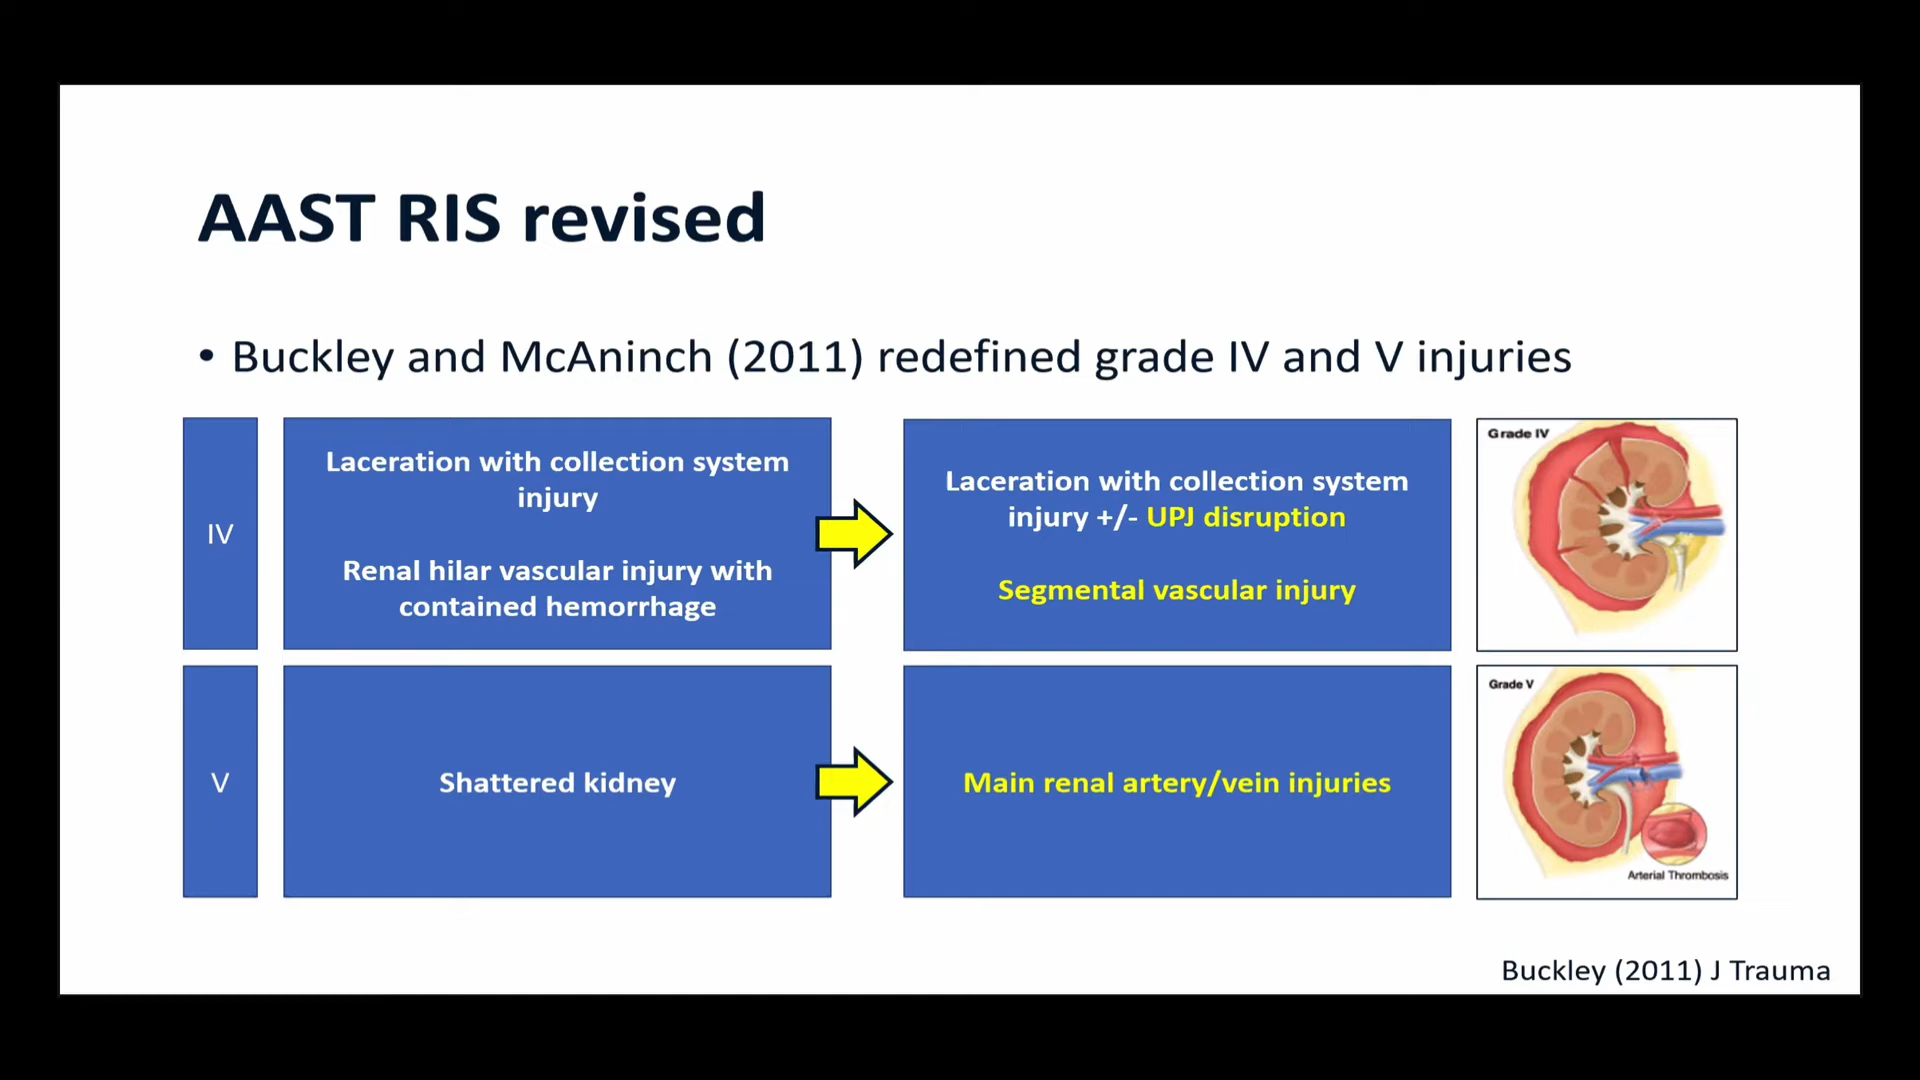 AAST RIS revised
• Buckley and McAninch (2011) redefined grade IV and V injuries
IV
Laceration with collection system
injury
Renal hilar vascular injury with
contained hemorrhage
Laceration with collection system
injury +/- UPJ disruption
Segmental vascular injury
Grade IV
V
Shattered kidney
Main renal artery/vein injuries
Grade V
Arterial Thrombosis
Buckley (2011) J Trauma